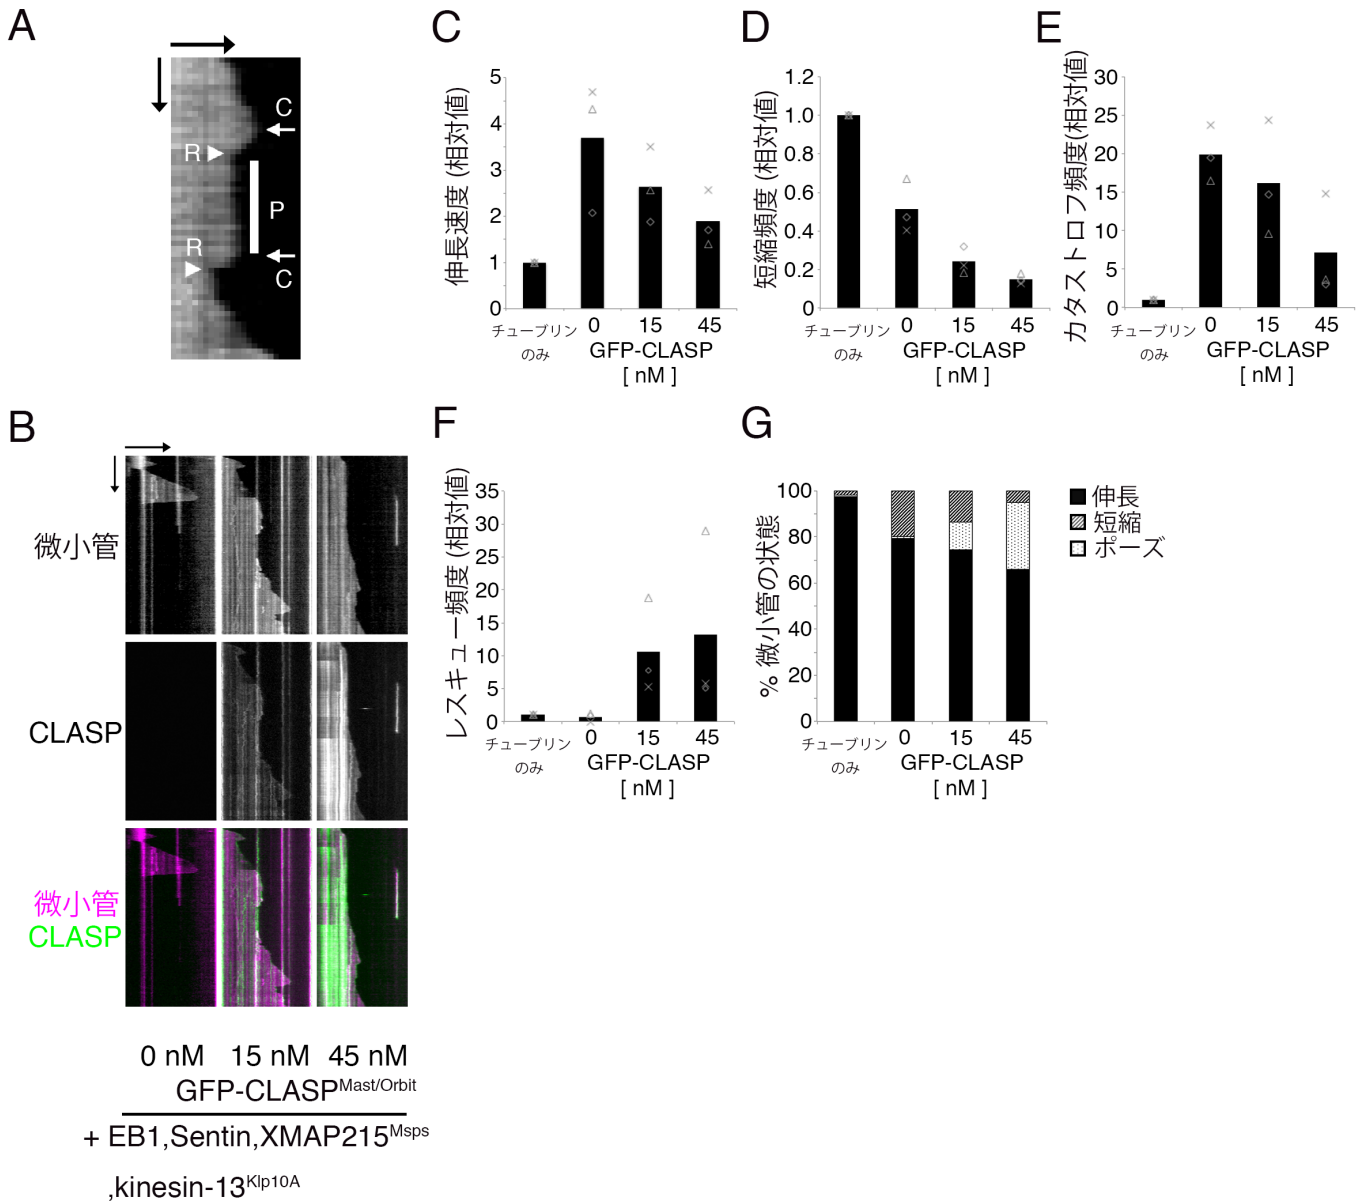 A
C
R
P
R
C
B
微小管
CLASP
微小管
CLASP
0 nM 15 nM 45 nM
GFP-CLASPMast/Orbit
+ EB1,Sentin,XMAP215Msps
,kinesin-13Klp10A
C
伸長速度 (相対値)
5
4
3
2
1
0
チューブリン
のみ
0 15 45
GFP-CLASP
[ nM ]
D
短縮頻度 (相対値)
1.2
1.0
0.8
0.6
0.4
0.2
0
チューブリン
のみ
0 15 45
GFP-CLASP
[ nM ]
E
カタストロフ頻度(相対値)
30
25
20
15
10
5
0
チューブリン
のみ
0 15 45
GFP-CLASP
[ nM ]
F
レスキュー頻度 (相対値)
35
30
25
20
15
10
5
0
チューブリン
のみ
0 15 45
GFP-CLASP
[ nM ]
G
% 微小管の状態
100
80
60
40
20
0
チューブリン
のみ
0 15 45
GFP-CLASP
[ nM ]
伸長
短縮
ポーズ